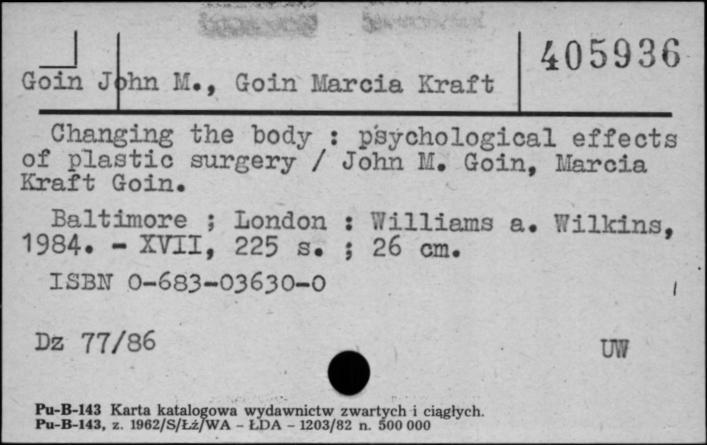 405936
Goin John M., Goin Marcia Kraft
Changing the body : psychological effects
of plastic surgery / John M. Goin, Marcia
Kraft Goin.
Baltimore ; London : Williams a. Wilkins,
1984. - XVII, 225 s. ; 26 cm.
ISBN 0-683-03630-0
Dz 77/86 UW
Pu-B-143 Karta katalogowa wydawnictw zwartych i ciągłych.
Pu-B-143, z. 1962/S/Łź/WA - ŁDA - 1203/82 n. 500 000